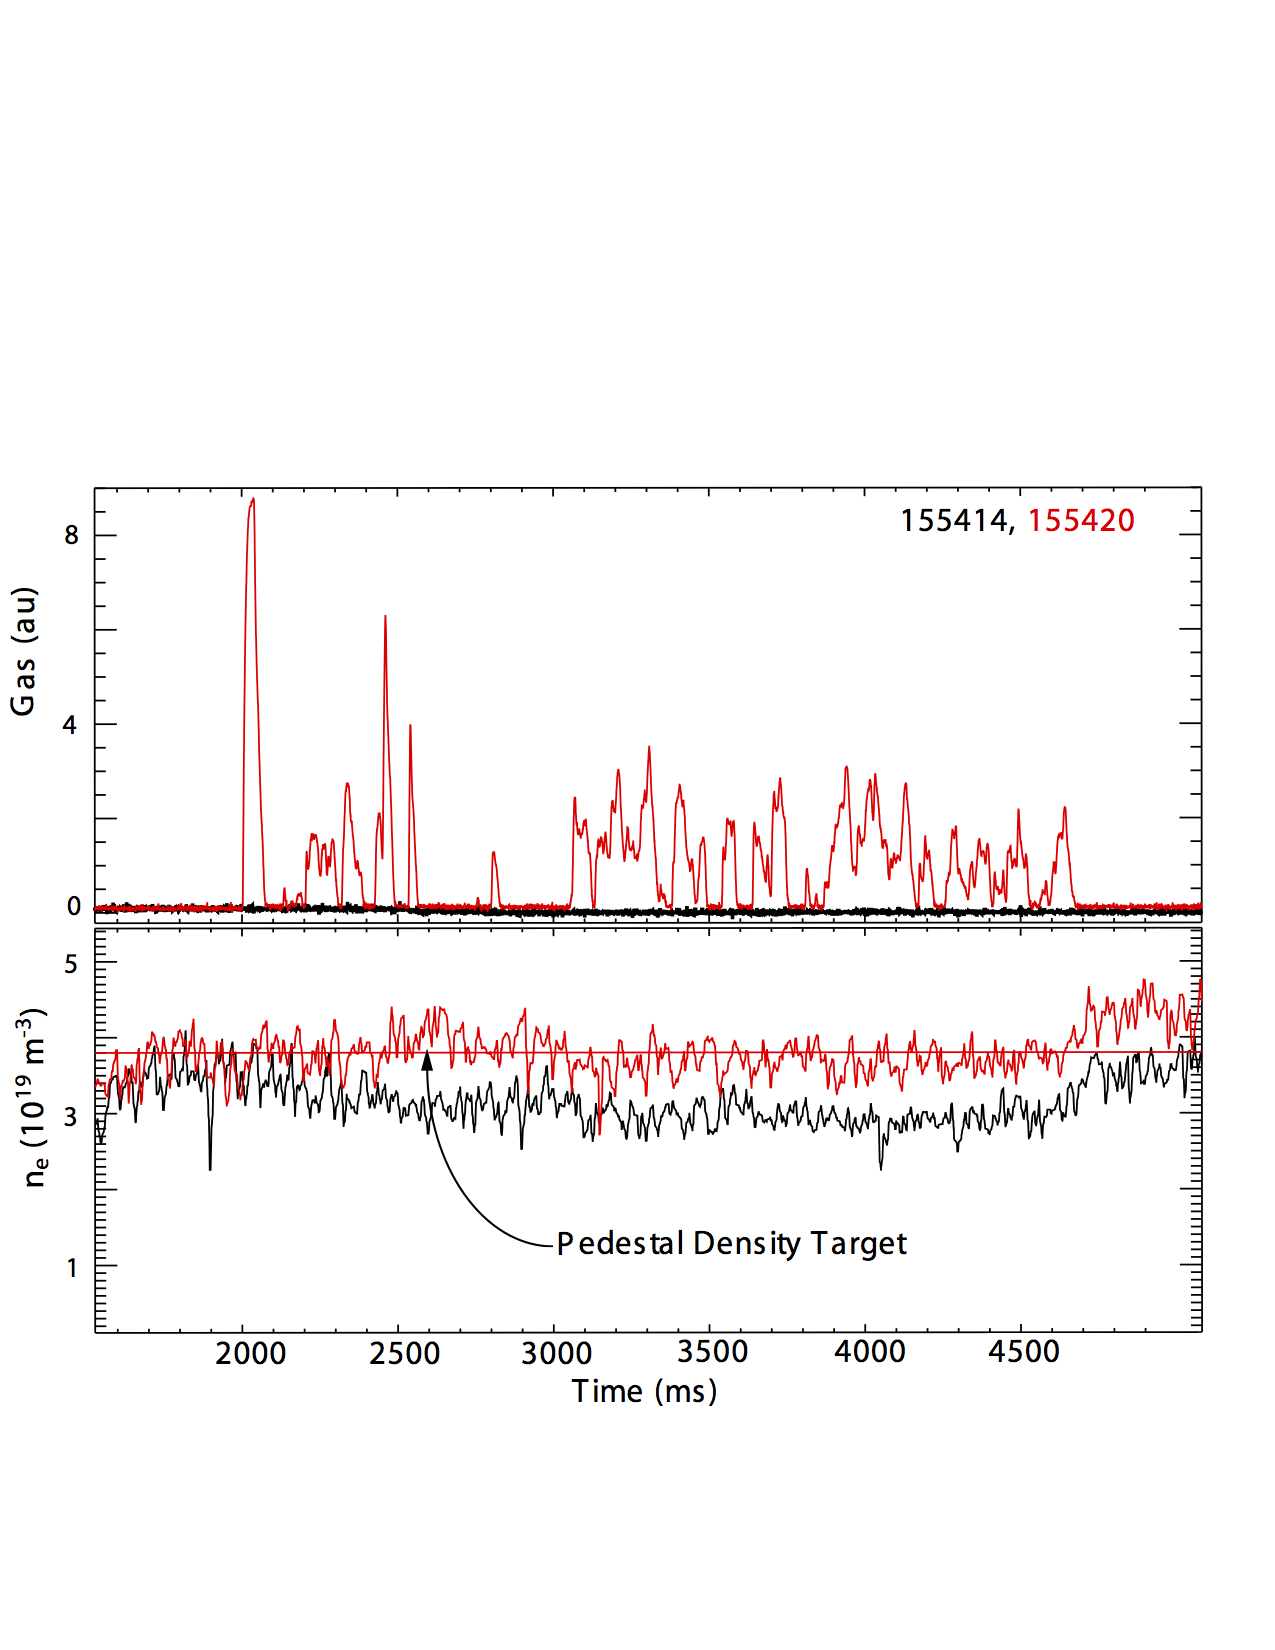 155414, 155420
8
4
0
Gas (au)
5
3
1
nₑ (10¹⁹ m⁻³)
Pedestal Density Target
2000 2500 3000 3500 4000 4500
Time (ms)